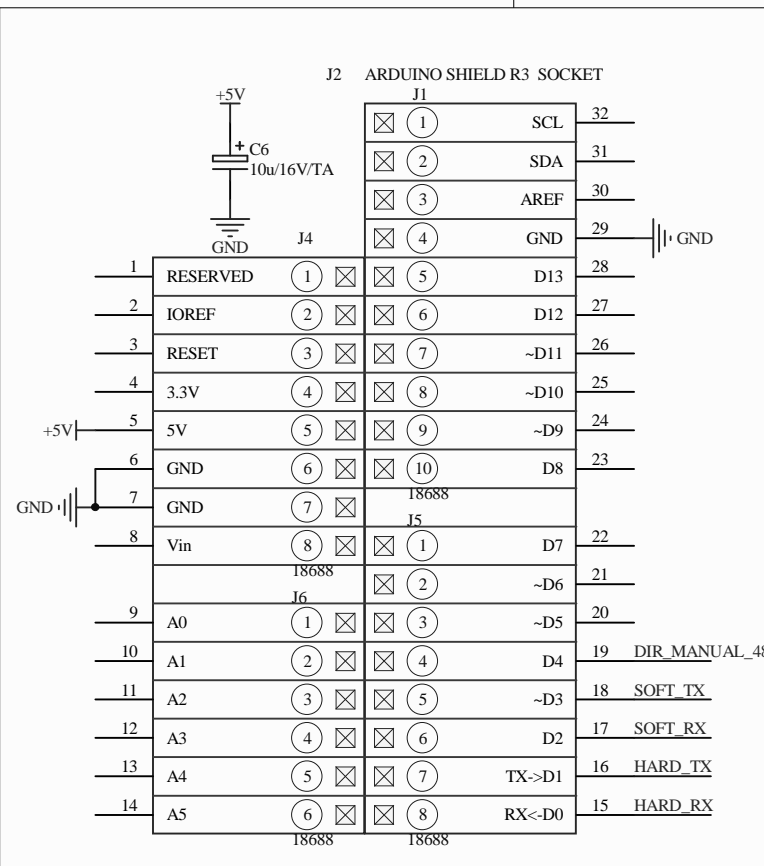 J2 ARDUINO SHIELD R3 SOCKET
+5V
J1
C6
10u/16V/TA
GND
1 SCL 32
2 SDA 31
3 AREF 30
4 GND 29 GND
J4
1 RESERVED 1 5 D13 28
2 IOREF 2 6 D12 27
3 RESET 3 7 ~D11 26
4 3.3V 4 8 ~D10 25
+5V 5 5V 5 9 ~D9 24
6 GND 6 10 D8 23
18688
GND 7 GND 7
J5
8 Vin 8 1 D7 22
18688
2 ~D6 21
J6
9 A0 1 3 ~D5 20
10 A1 2 4 D4 19 DIR_MANUAL_48
11 A2 3 5 ~D3 18 SOFT_TX
12 A3 4 6 D2 17 SOFT_RX
13 A4 5 7 TX->D1 16 HARD_TX
14 A5 6 8 RX<-D0 15 HARD_RX
18688 18688